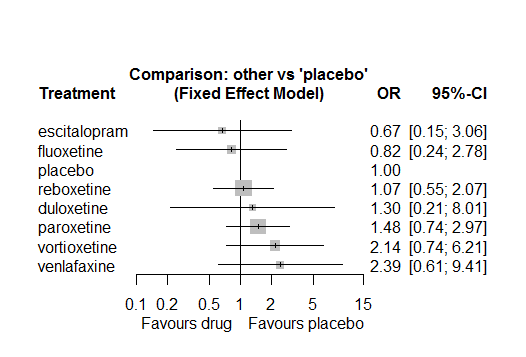 Comparison: other vs 'placebo'
Treatment (Fixed Effect Model) OR 95%-CI
escitalopram 0.67 [0.15; 3.06]
fluoxetine 0.82 [0.24; 2.78]
placebo 1.00
reboxetine 1.07 [0.55; 2.07]
duloxetine 1.30 [0.21; 8.01]
paroxetine 1.48 [0.74; 2.97]
vortioxetine 2.14 [0.74; 6.21]
venlafaxine 2.39 [0.61; 9.41]
0.1 0.2 0.5 1 2 5 15
Favours drug Favours placebo